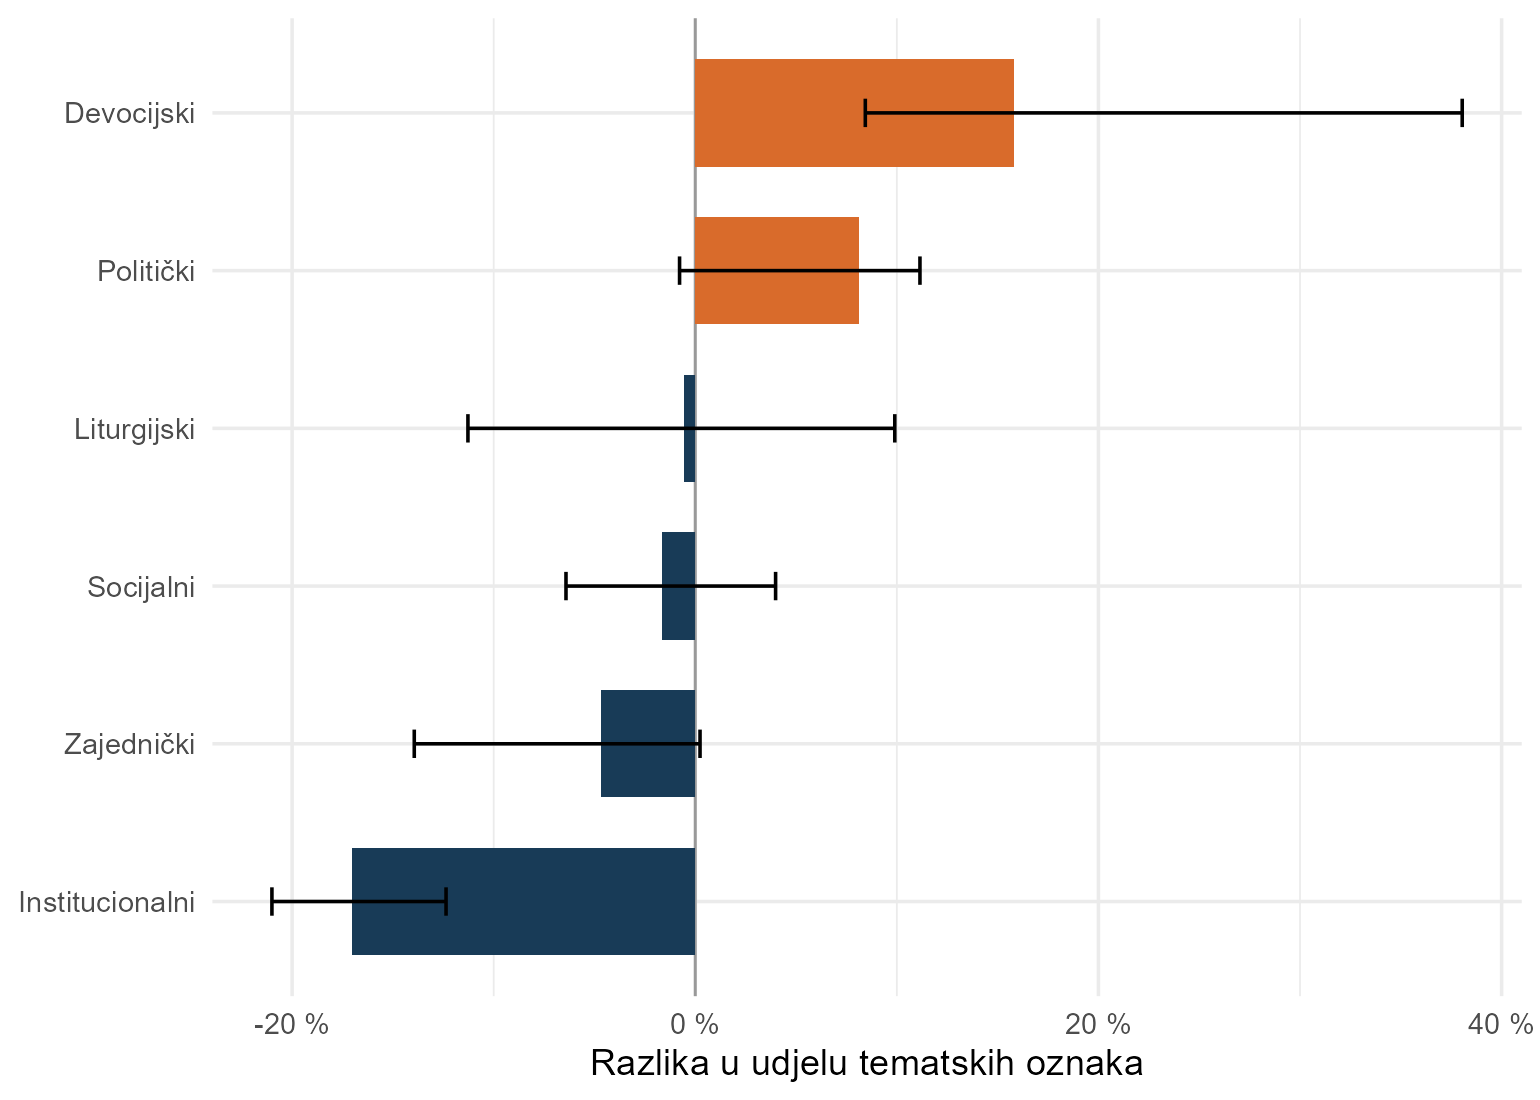 Devocijski
Politički
Liturgijski
Socijalni
Zajednički
Institucionalni
-20 %
0 %
20 %
40 %
Razlika u udjelu tematskih oznaka